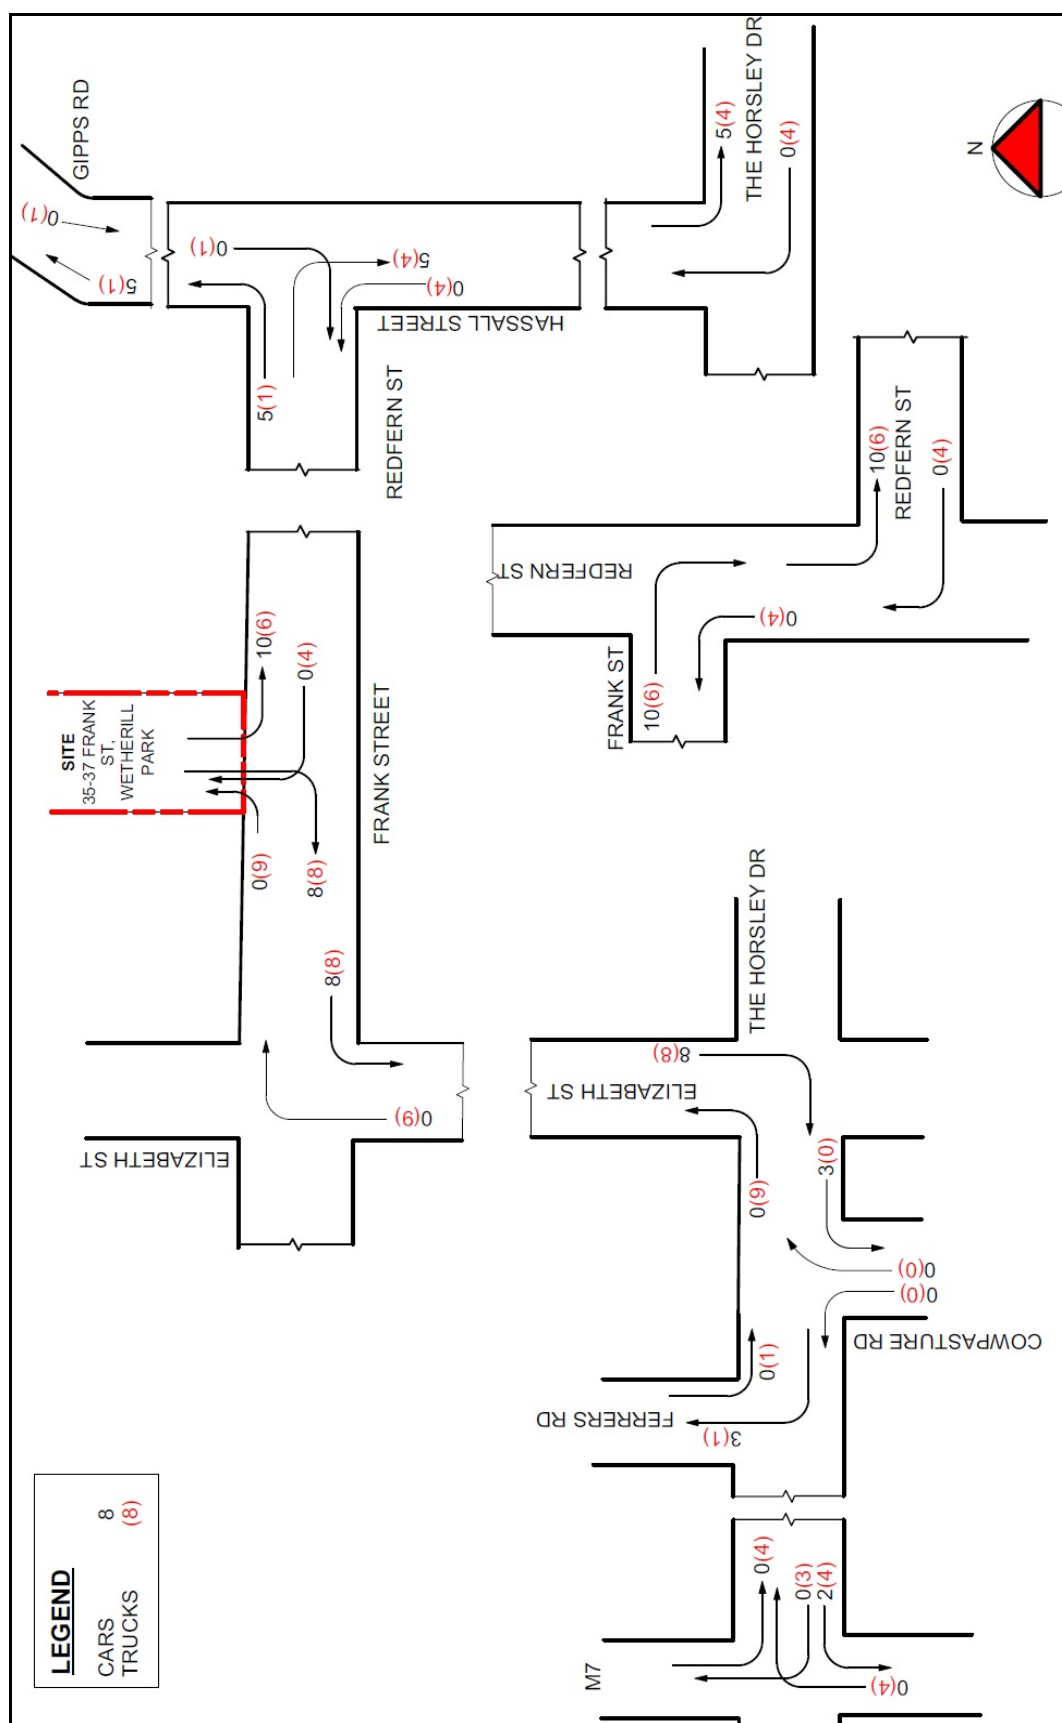 GIPPS RD
0(1)
5(1)
0(1)
5(4)
0(4)
HASSALL STREET
5(1)
REDFERN ST
THE HORSLEY DR
5(4)
0(4)
N
REDFERN ST
10(6)
REDFERN ST
0(4)
0(4)
FRANK ST
10(6)
SITE
35-37 FRANK
ST,
WETHERILL
PARK
10(6)
0(4)
FRANK STREET
0(9)
8(8)
8(8)
0(9)
ELIZABETH ST
THE HORSLEY DR
8(8)
ELIZABETH ST
0(9)
3(0)
0(0)
0(0)
COWPASTURE RD
0(1)
FERRERS RD
3(1)
LEGEND
CARS 8
TRUCKS (8)
0(4)
0(3)
2(4)
M7
0(4)